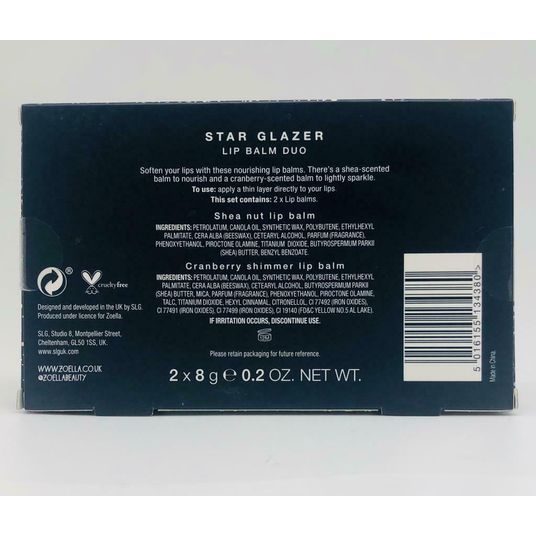 STAR GLAZER
LIP BALM DUO
Soften your lips with these nourishing lip balms. There's a shea-scented
balm to nourish and a cranberry-scented balm to lightly sparkle.
To use: apply a thin layer directly to your lips
This set contains: 2 x Lip balms.
Shea nut lip balm
INGREDIENTS: PETROLATUM, CANOLA OIL, SYNTHETIC WAX, POLYBUTENE, ETHYLHEXYL
PALMITATE, CERA ALBA (BEESWAX), CETEARYL ALCOHOL, PARFUM (FRAGRANCE),
PHENOXYETHANOL, PIROCTONE OLAMINE, TITANIUM DIOXIDE, BUTYROSPERMUM PARKII
(SHEA) BUTTER, BENZYL BENZOATE.
Cranberry shimmer lip balm
INGREDIENTS: PETROLATUM, CANOLA OIL, SYNTHETIC WAX, POLYBUTENE, ETHYLHEXYL
PALMITATE, CERA ALBA (BEESWAX), CETEARYL ALCOHOL, BUTYROSPERMUM PARKII
(SHEA) BUTTER, MICA, PARFUM (FRAGRANCE), PHENOXYETHANOL, PIROCTONE OLAMINE,
TITANIUM DIOXIDE, HEXYL CINNAMAL, CITRONELLOL, CI 77492 (IRON OXIDES),
CI 77491 (IRON OXIDES), CI 77499 (IRON OXIDES), CI 19140 (FD&C YELLOW NO.5 AL LAKE).
IF IRRITATION OCCURS, DISCONTINUE USE.
Please retain packaging for future reference.
2 x 8 g e 0.2 OZ. NET WT.
crueltyfree
Designed and developed in the UK by SLG.
Produced under licence for Zoella.
SLG, Studio 8, Montpellier Street,
Cheltenham, GL50 1SS, UK.
www.slguk.com
WWW.ZOELLA.CO.UK
@ZOELLABEAUTY
5 016155 134380 >
Made in China.